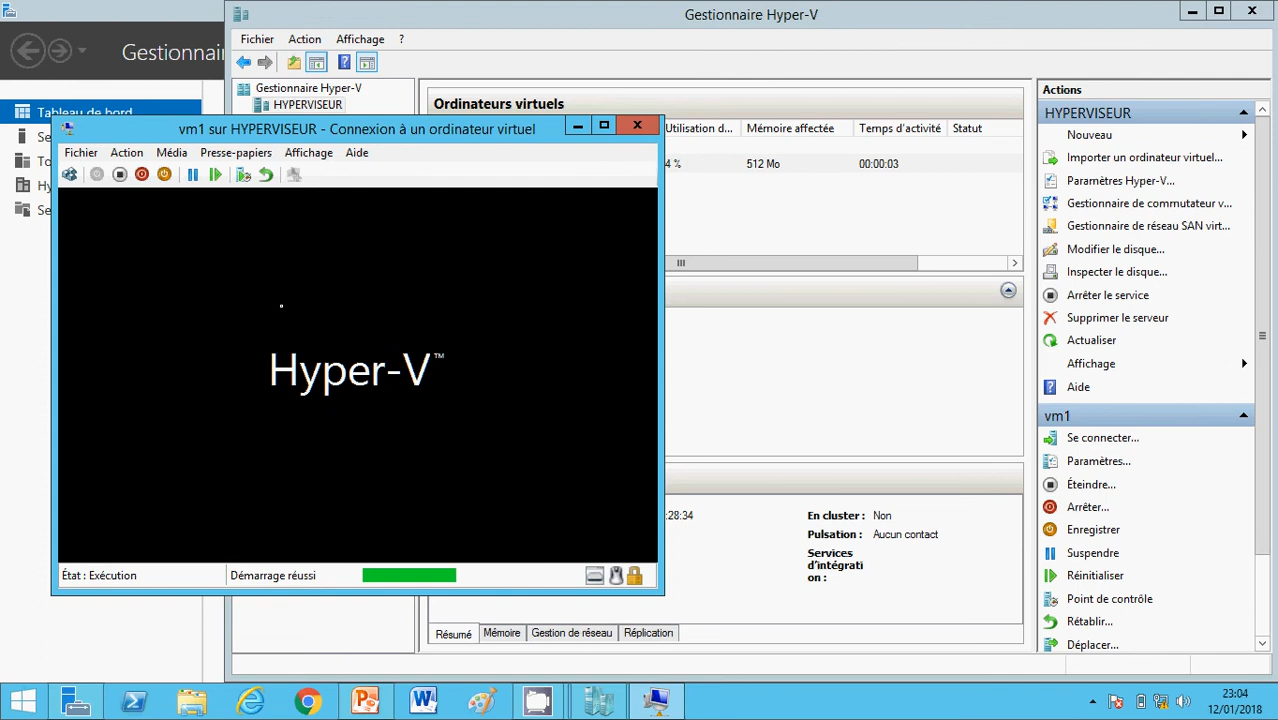 Gestionnaire Hyper-V
Fichier Action Affichage ?
Gestionnai
Gestionnaire Hyper-V
HYPERVISEUR
Tableau de bord
Se
To
Hy
Se
Ordinateurs virtuels
Utilisation d... Mémoire affectée Temps d'activité Statut
4 % 512 Mo 00:00:03
vm1 sur HYPERVISEUR - Connexion à un ordinateur virtuel
Fichier Action Média Presse-papiers Affichage Aide
Hyper-V™
État : Exécution Démarrage réussi
:28:34
En cluster : Non
Pulsation : Aucun contact
Services
d'intégrati
on :
Résumé Mémoire Gestion de réseau Réplication
Actions
HYPERVISEUR
Nouveau
Importer un ordinateur virtuel...
Paramètres Hyper-V...
Gestionnaire de commutateur v...
Gestionnaire de réseau SAN virt...
Modifier le disque...
Inspecter le disque...
Arrêter le service
Supprimer le serveur
Actualiser
Affichage
Aide
vm1
Se connecter...
Paramètres...
Éteindre...
Arrêter...
Enregistrer
Suspendre
Réinitialiser
Point de contrôle
Rétablir...
Déplacer...
23:04
12/01/2018